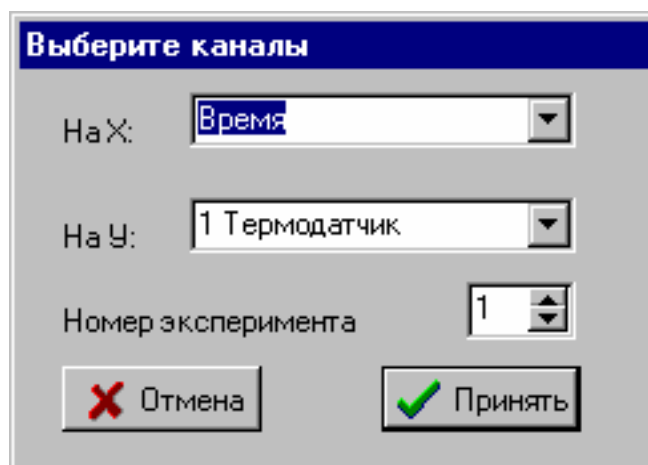 Выберите каналы
На X:
Время
На У:
1 Термодатчик
Номер эксперимента
1
Отмена
Принять